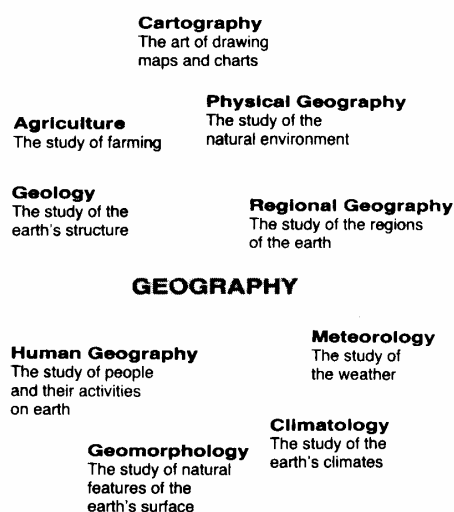 Cartography
The art of drawing
maps and charts
Physical Geography
The study of the
natural environment
Agriculture
The study of farming
Geology
The study of the
earth's structure
Regional Geography
The study of the regions
of the earth
GEOGRAPHY
Meteorology
The study of
the weather
Human Geography
The study of people
and their activities
on earth
Climatology
The study of the
earth's climates
Geomorphology
The study of natural
features of the
earth's surface